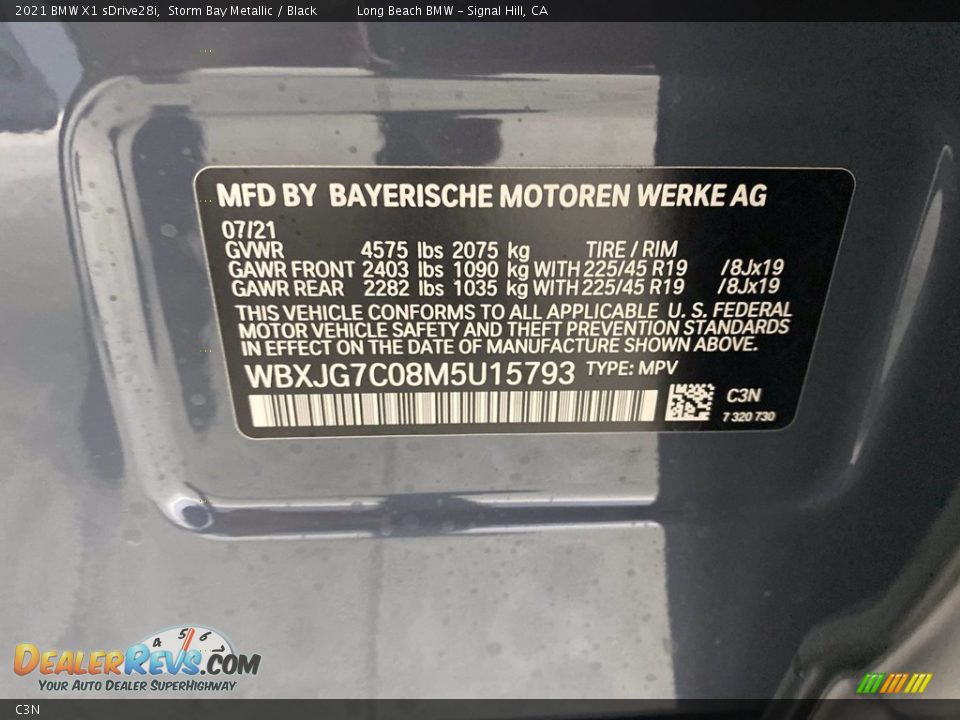 2021 BMW X1 sDrive28i, Storm Bay Metallic / Black Long Beach BMW - Signal Hill, CA
MFD BY BAYERISCHE MOTOREN WERKE AG
07/21
GVWR 4575 lbs 2075 kg TIRE / RIM
GAWR FRONT 2403 lbs 1090 kg WITH 225/45 R19 /8Jx19
GAWR REAR 2282 lbs 1035 kg WITH 225/45 R19 /8Jx19
THIS VEHICLE CONFORMS TO ALL APPLICABLE U. S. FEDERAL
MOTOR VEHICLE SAFETY AND THEFT PREVENTION STANDARDS
IN EFFECT ON THE DATE OF MANUFACTURE SHOWN ABOVE.
WBXJG7C08M5U15793 TYPE: MPV
C3N
7 320 730
4 5 6
DealerRevs.com
Your Auto Dealer SuperHighway
C3N